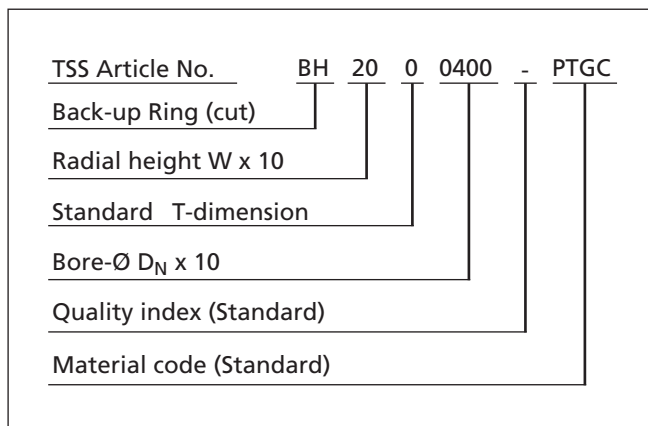 TSS Article No. BH 20 0 0400 - PTGC
Back-up Ring (cut)
Radial height W x 10
Standard T-dimension
Bore-Ø DN x 10
Quality index (Standard)
Material code (Standard)